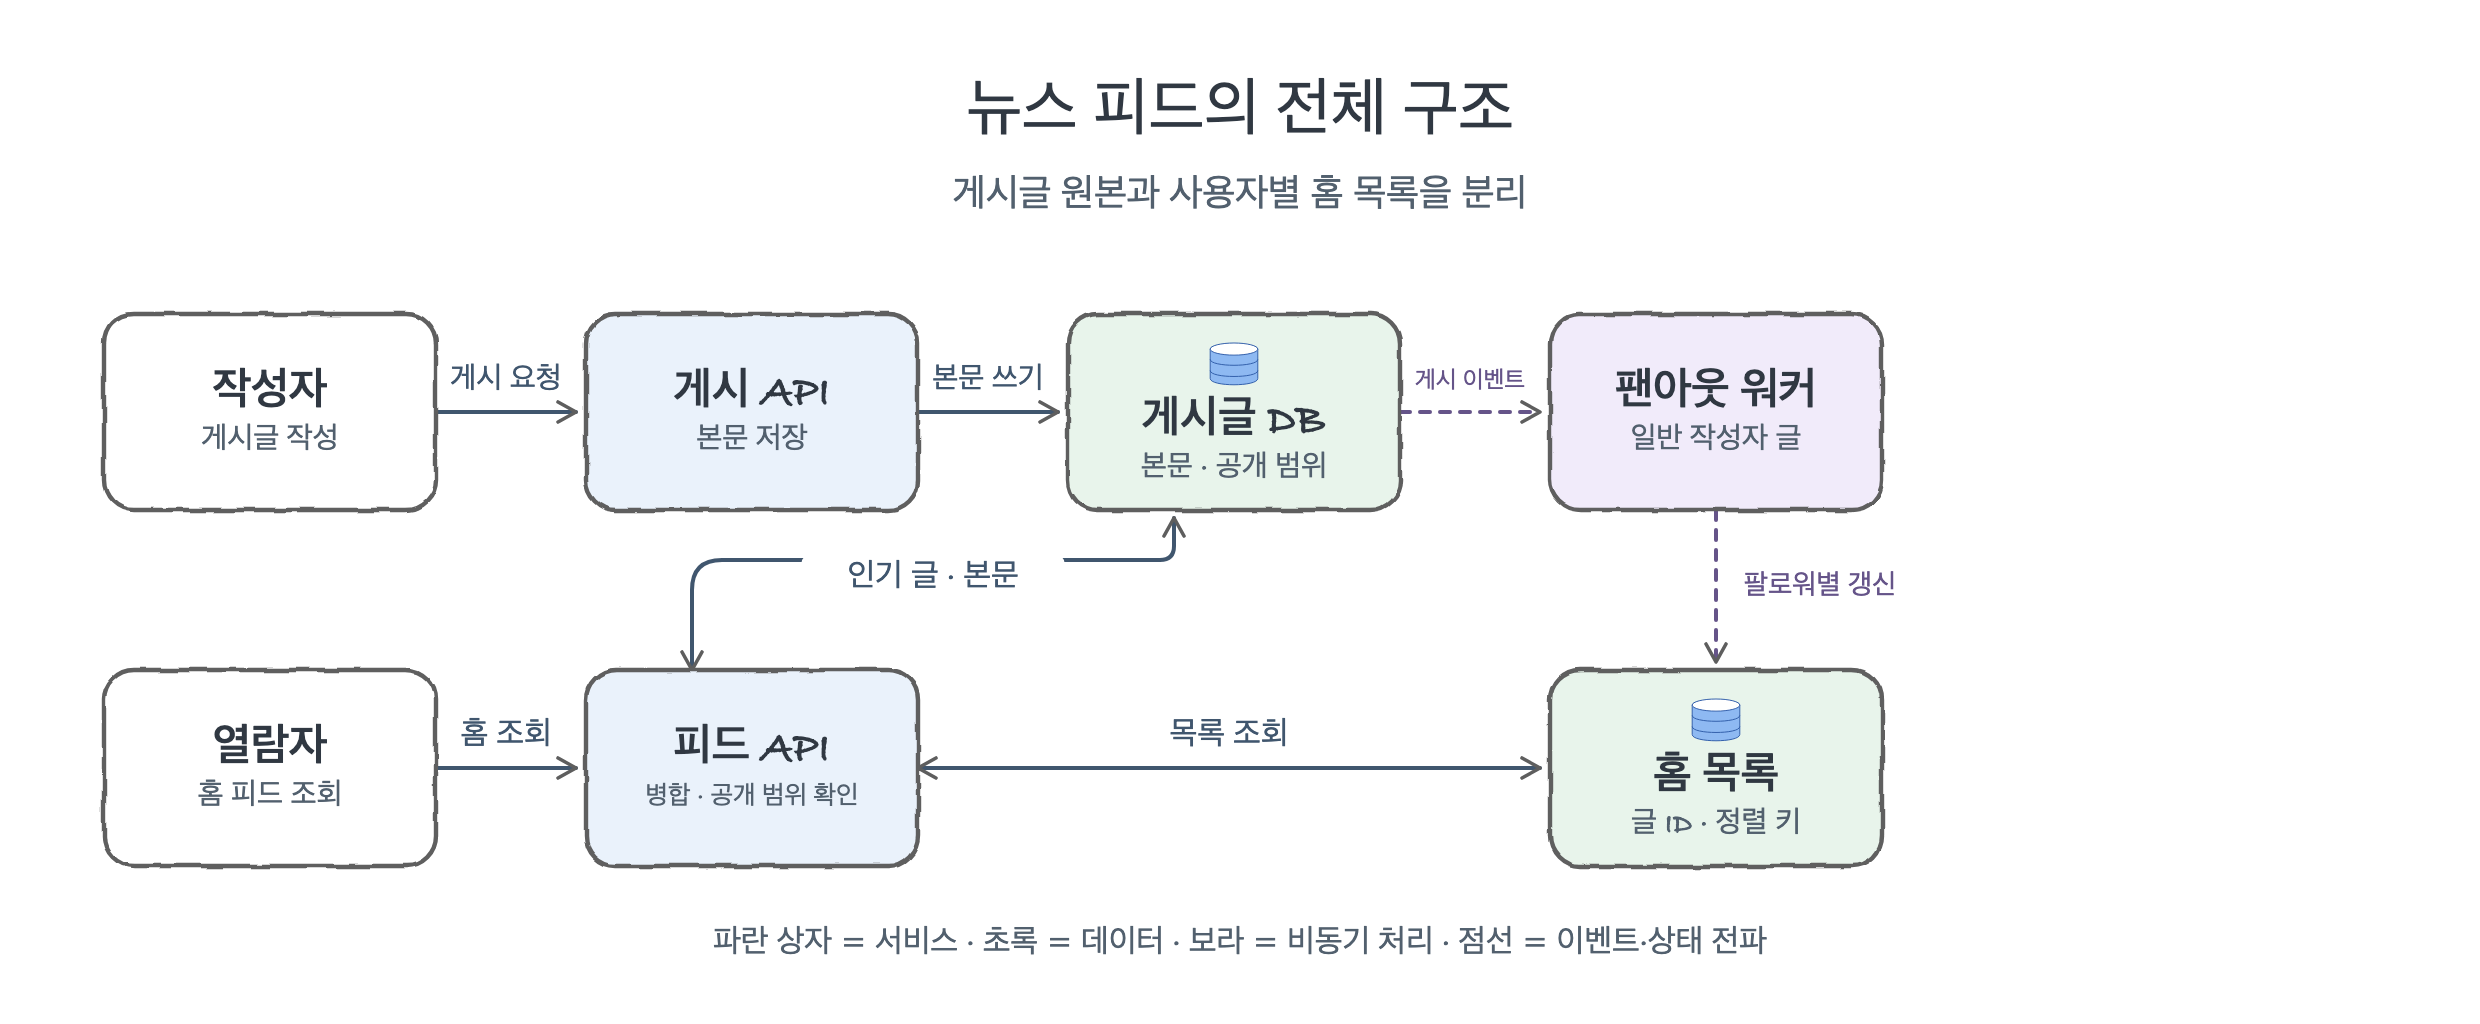 뉴스 피드의 전체 구조
게시글 원본과 사용자별 홈 목록을 분리
작성자
게시글 작성
게시 요청
게시 API
본문 저장
본문 쓰기
게시글 DB
본문 · 공개 범위
게시 이벤트
팬아웃 워커
일반 작성자 글
인기 글 · 본문
팔로워별 갱신
열람자
홈 피드 조회
홈 조회
피드 API
병합 · 공개 범위 확인
목록 조회
홈 목록
글 ID · 정렬 키
파란 상자 = 서비스 · 초록 = 데이터 · 보라 = 비동기 처리 · 점선 = 이벤트·상태 전파